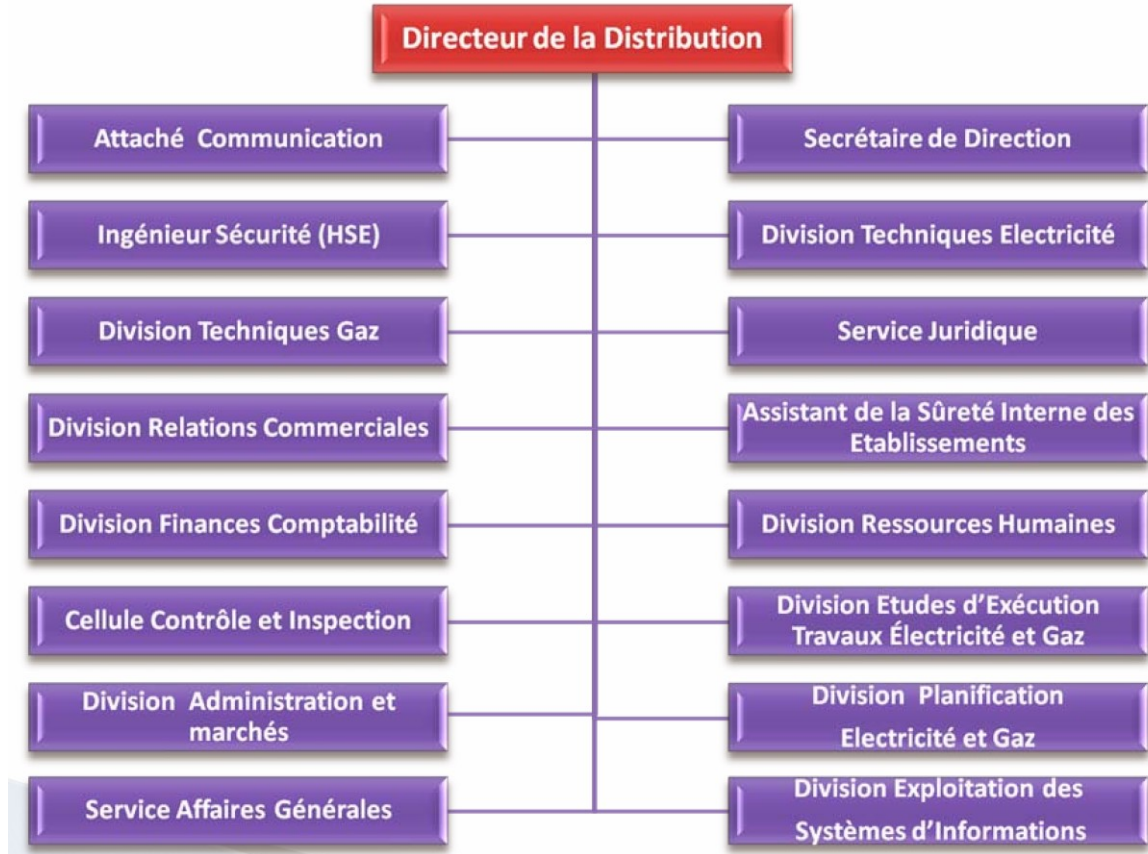 Directeur de la Distribution
Attaché Communication
Secrétaire de Direction
Ingénieur Sécurité (HSE)
Division Techniques Electricité
Division Techniques Gaz
Service Juridique
Division Relations Commerciales
Assistant de la Sûreté Interne des
Etablissements
Division Finances Comptabilité
Division Ressources Humaines
Cellule Contrôle et Inspection
Division Etudes d’Exécution
Travaux Électricité et Gaz
Division Administration et
marchés
Division Planification
Electricité et Gaz
Service Affaires Générales
Division Exploitation des
Systèmes d’Informations